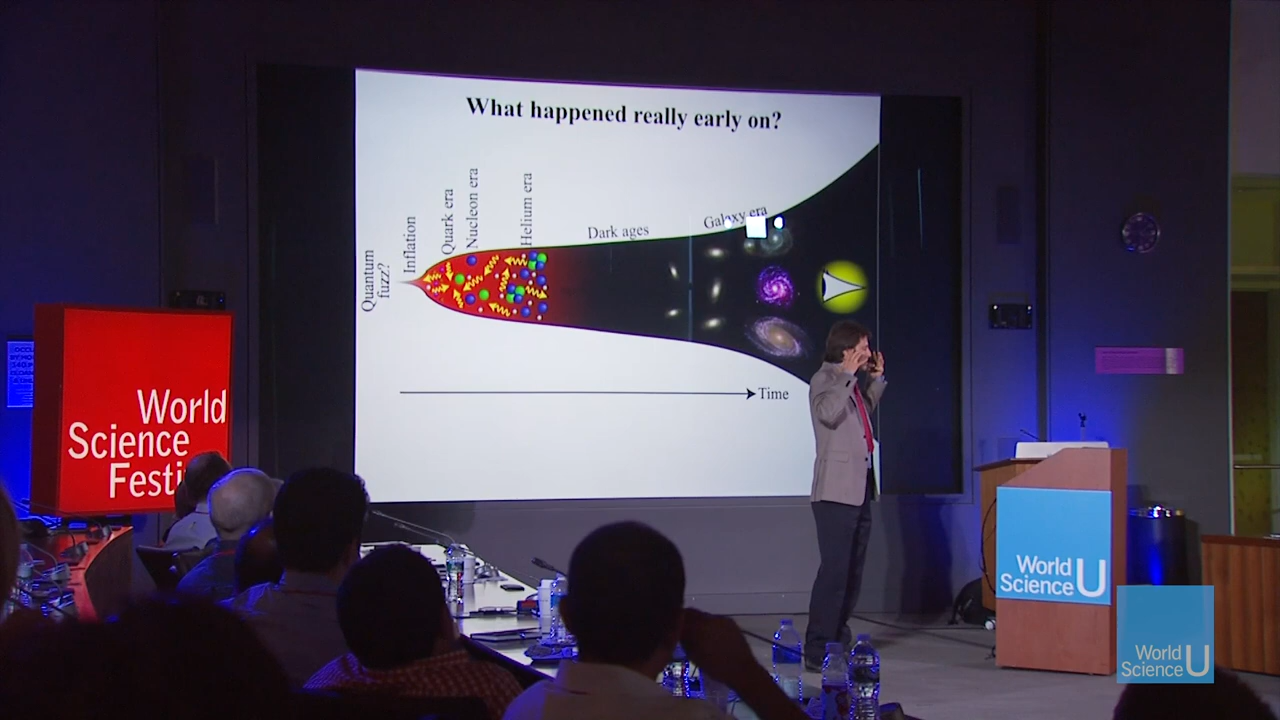 What happened really early on?
Quantum
fuzz?
Inflation
Quark era
Nucleon era
Helium era
Dark ages
Galaxy era
Time
World
Science
Festi
World
Science U
World
Science U